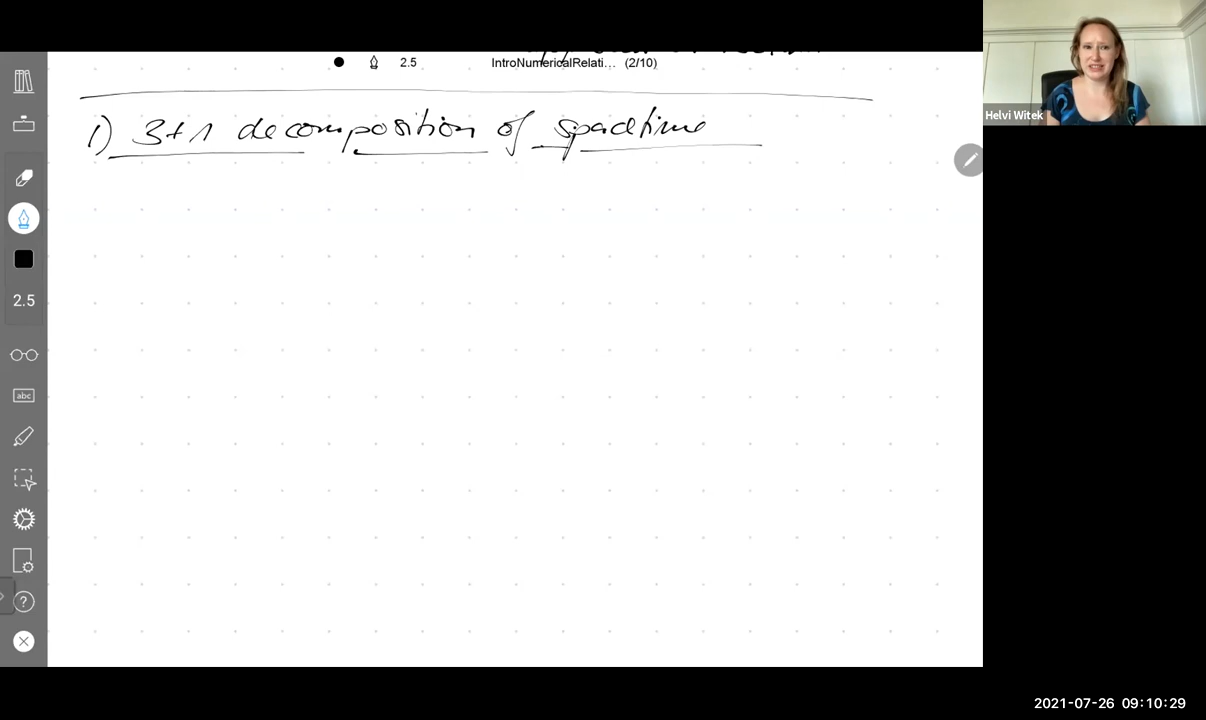 2.5 IntroNumericalRelati... (2/10)
1) 3+1 decomposition of spacetime
Helvi Witek
2.5
abc
?
2021-07-26 09:10:29